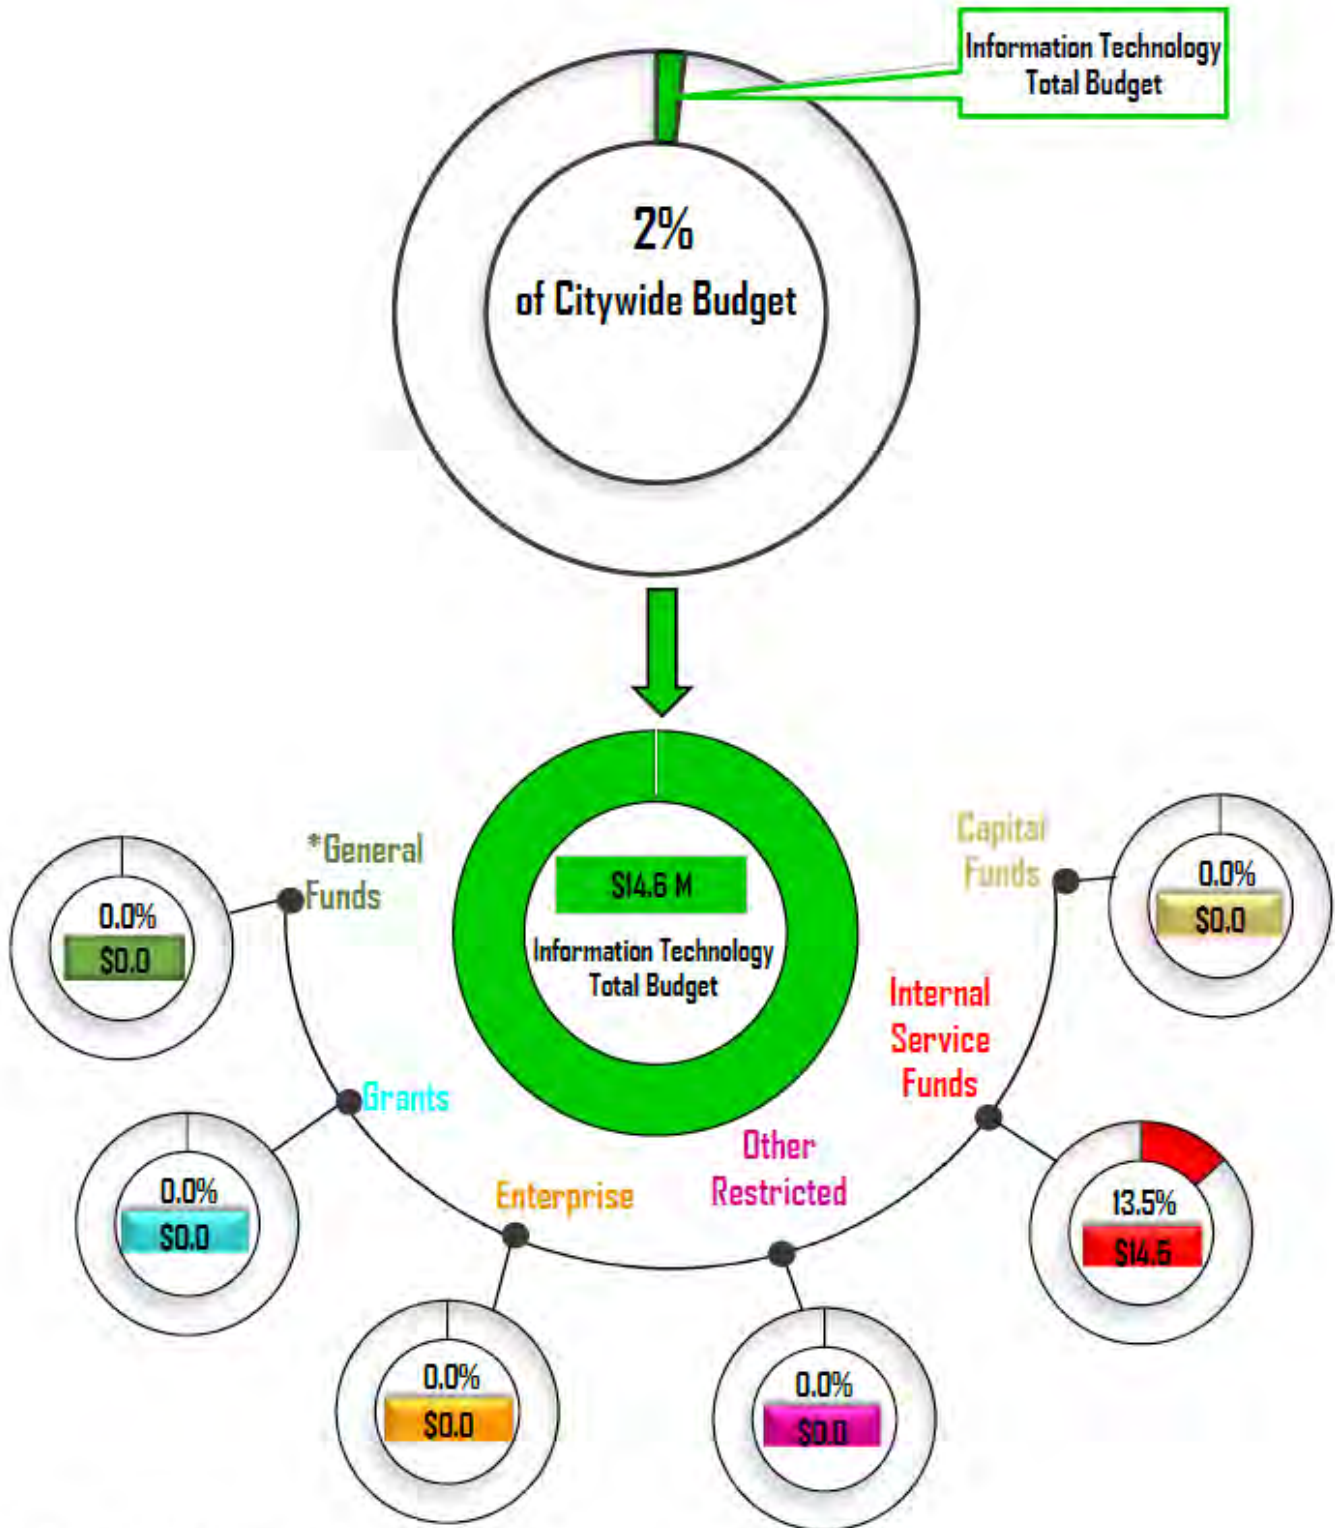 Information Technology
Total Budget
2%
of Citywide Budget
$14.6 M
Information Technology
Total Budget
*General
Funds
0.0%
$0.0
Grants
0.0%
$0.0
Enterprise
0.0%
$0.0
Other
Restricted
0.0%
$0.0
Internal
Service
Funds
13.5%
$14.6
Capital
Funds
0.0%
$0.0